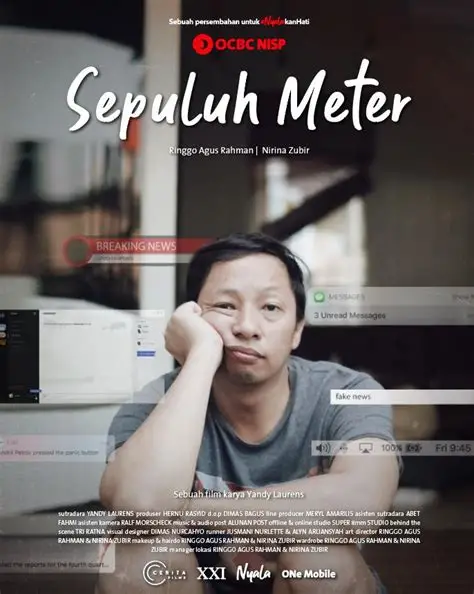 Sebuah persembahan untuk #NyalakanHati
OCBC NISP
Sepuluh Meter
Ringgo Agus Rahman | Nirina Zubir
BREAKING NEWS
MESSAGES
3 Unread Messages
fake news
100%
Fri 9:45
Sebuah film karya Yandy Laurens
sutradara YANDY LAURENS produser HERNU RASYID d.o.p DIMAS BAGUS line producer MERYL AMARILIS asisten sutradara ABET
FAHMI asisten kamera RALF MORSCHECK music & audio post ALUNAN POST offline & online studio SUPER 8MM STUDIO behind the
scene TRI RATNA visual designer DIMAS NURCAHYO runner JUSMANI NURLETTE & ALYN ARJIANSYAH art director RINGGO AGUS
RAHMAN & NIRINA ZUBIR makeup & hairdo RINGGO AGUS RAHMAN & NIRINA ZUBIR wardrobe RINGGO AGUS RAHMAN & NIRINA
ZUBIR manager lokasi RINGGO AGUS RAHMAN & NIRINA ZUBIR
CERITA FILMS XXI Nyala ONe Mobile